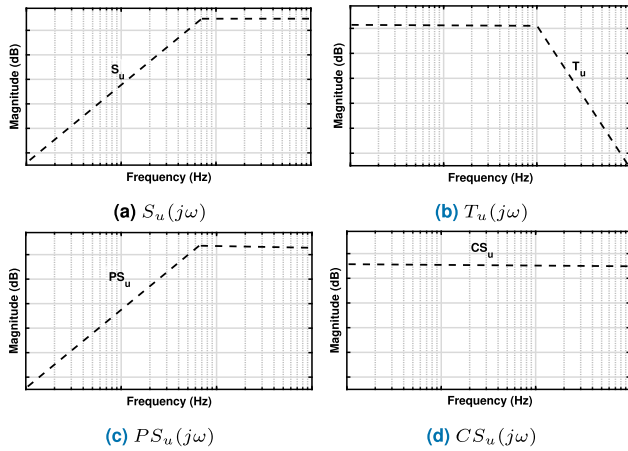 Magnitude (dB)
S_u
Frequency (Hz)
(a) S_u(jω)
Magnitude (dB)
T_u
Frequency (Hz)
(b) T_u(jω)
Magnitude (dB)
PS_u
Frequency (Hz)
(c) PS_u(jω)
Magnitude (dB)
CS_u
Frequency (Hz)
(d) CS_u(jω)